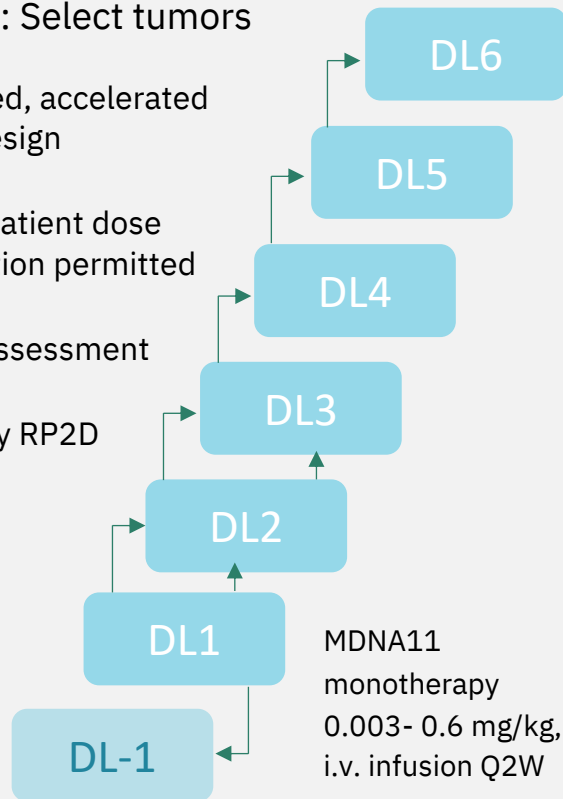 : Select tumors
ed, accelerated
esign
atient dose
tion permitted
ssessment
y RP2D
DL6
DL5
DL4
DL3
DL2
DL1
DL-1
MDNA11
monotherapy
0.003- 0.6 mg/kg,
i.v. infusion Q2W